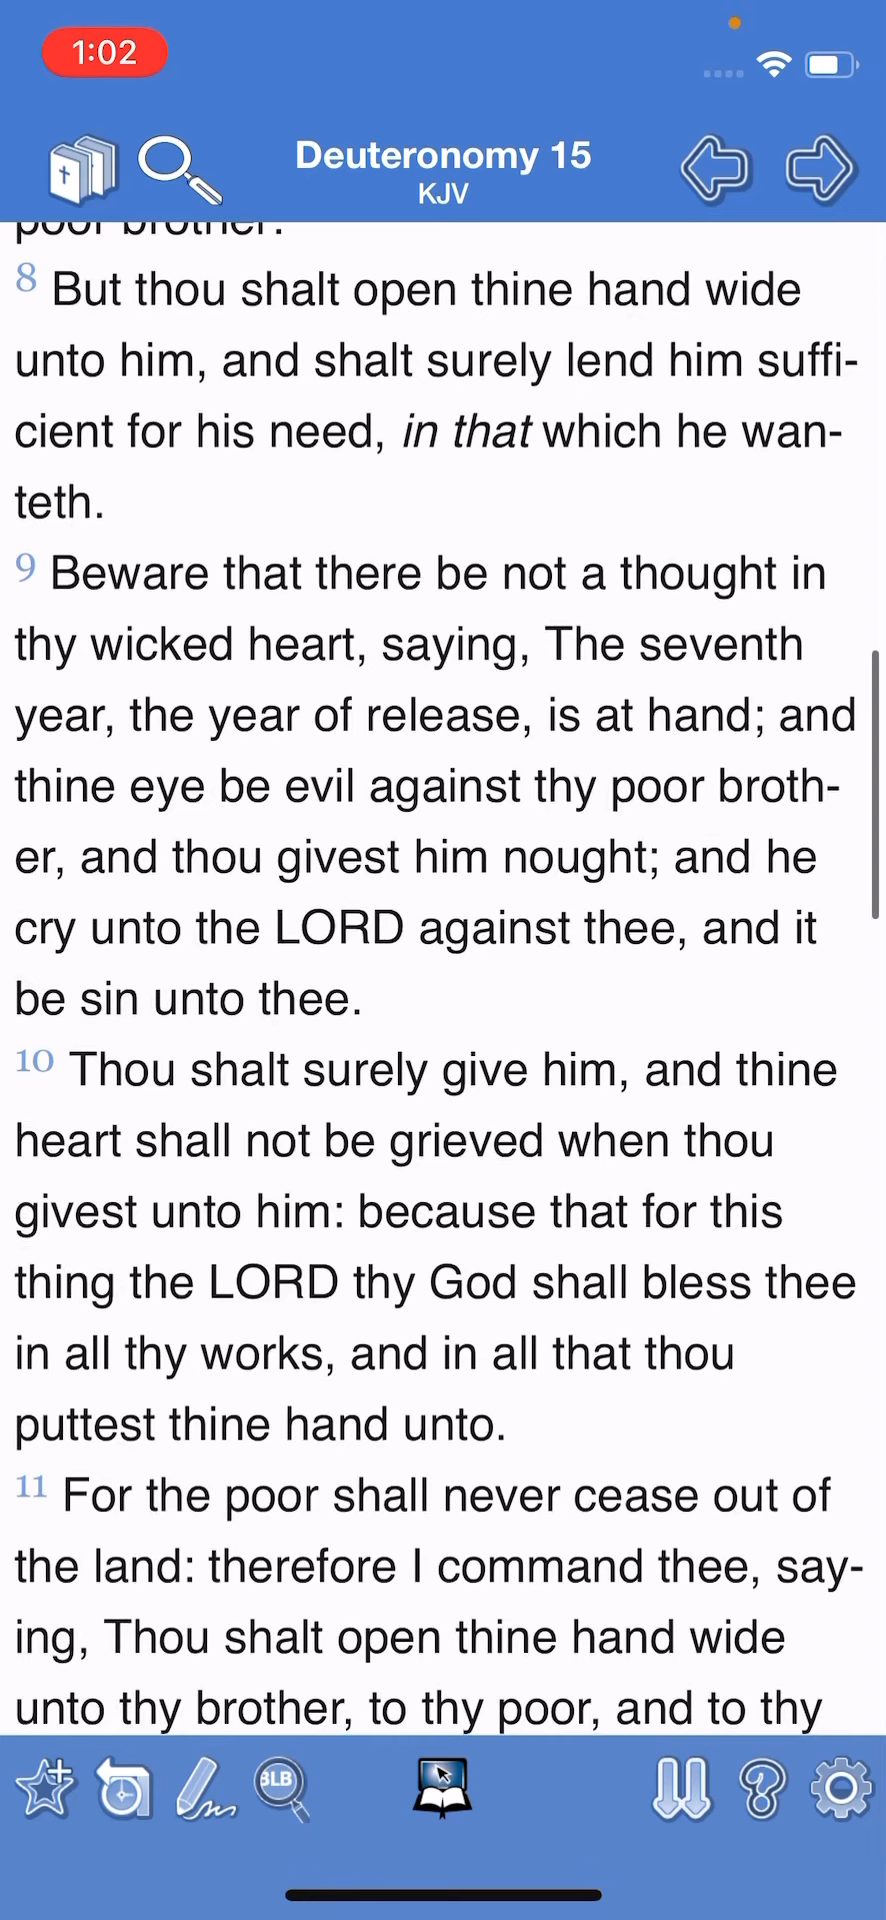 1:02
Deuteronomy 15
KJV
poor brother:
8 But thou shalt open thine hand wide
unto him, and shalt surely lend him suffi-
cient for his need, in that which he wan-
teth.
9 Beware that there be not a thought in
thy wicked heart, saying, The seventh
year, the year of release, is at hand; and
thine eye be evil against thy poor broth-
er, and thou givest him nought; and he
cry unto the LORD against thee, and it
be sin unto thee.
10 Thou shalt surely give him, and thine
heart shall not be grieved when thou
givest unto him: because that for this
thing the LORD thy God shall bless thee
in all thy works, and in all that thou
puttest thine hand unto.
11 For the poor shall never cease out of
the land: therefore I command thee, say-
ing, Thou shalt open thine hand wide
unto thy brother, to thy poor, and to thy
BLB